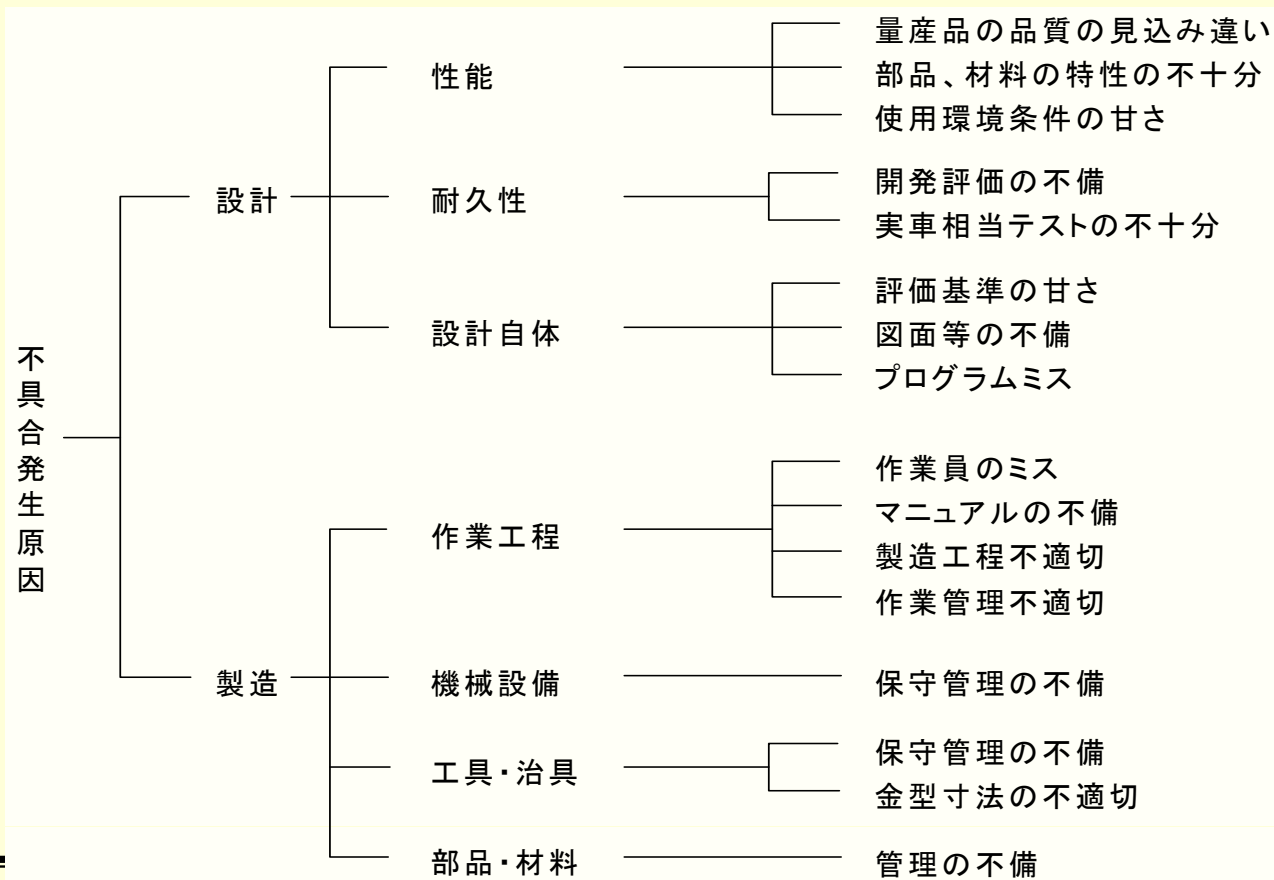 不具合発生原因
設計
性能
量産品の品質の見込み違い
部品、材料の特性の不十分
使用環境条件の甘さ
耐久性
開発評価の不備
実車相当テストの不十分
設計自体
評価基準の甘さ
図面等の不備
プログラムミス
製造
作業工程
作業員のミス
マニュアルの不備
製造工程不適切
作業管理不適切
機械設備
保守管理の不備
工具・治具
保守管理の不備
金型寸法の不適切
部品・材料
管理の不備